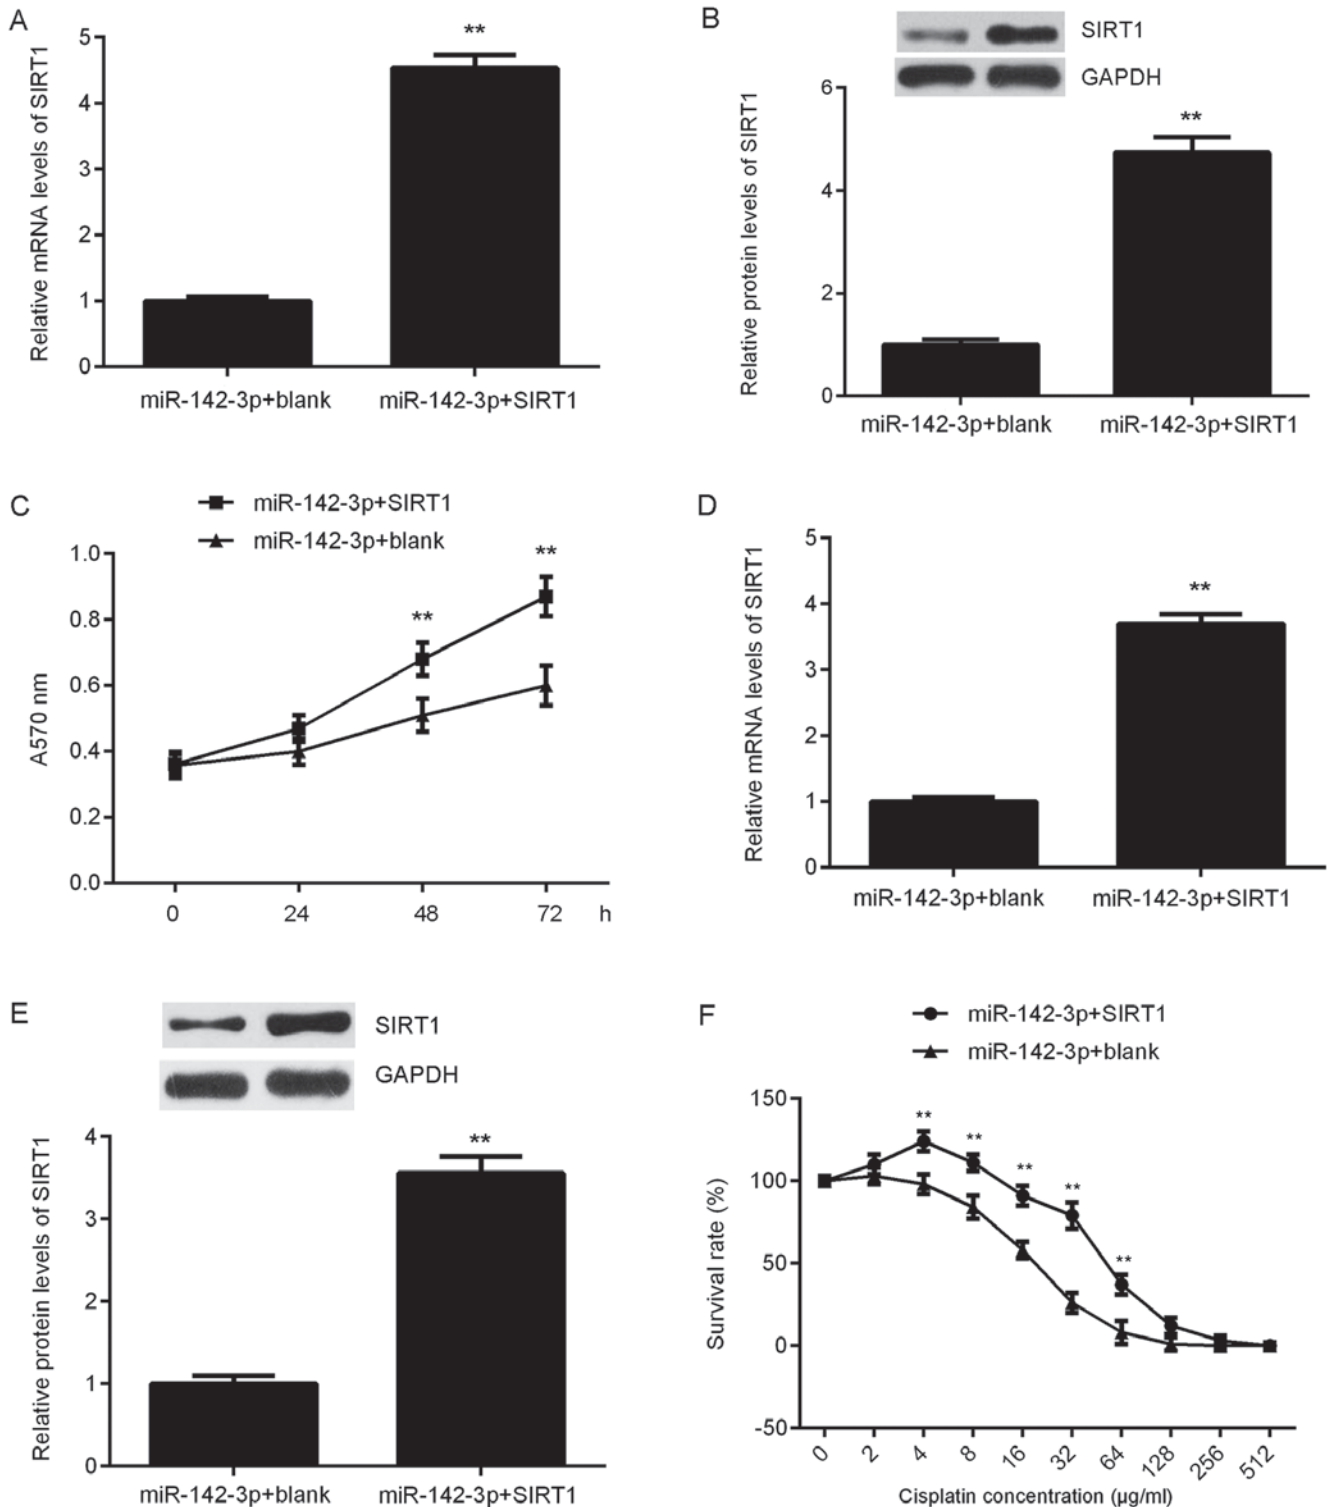 A
Relative mRNA levels of SIRT1
5
4
3
2
1
0
**
miR-142-3p+blank
miR-142-3p+SIRT1
B
SIRT1
GAPDH
Relative protein levels of SIRT1
6
4
2
0
**
miR-142-3p+blank
miR-142-3p+SIRT1
C
miR-142-3p+SIRT1
miR-142-3p+blank
A570 nm
1.0
0.8
0.6
0.4
0.2
0.0
**
**
0 24 48 72 h
D
Relative mRNA levels of SIRT1
5
4
3
2
1
0
**
miR-142-3p+blank
miR-142-3p+SIRT1
E
SIRT1
GAPDH
Relative protein levels of SIRT1
4
3
2
1
0
**
miR-142-3p+blank
miR-142-3p+SIRT1
F
miR-142-3p+SIRT1
miR-142-3p+blank
Survival rate (%)
150
100
50
0
-50
**
**
**
**
**
0 2 4 8 16 32 64 128 256 512
Cisplatin concentration (µg/ml)